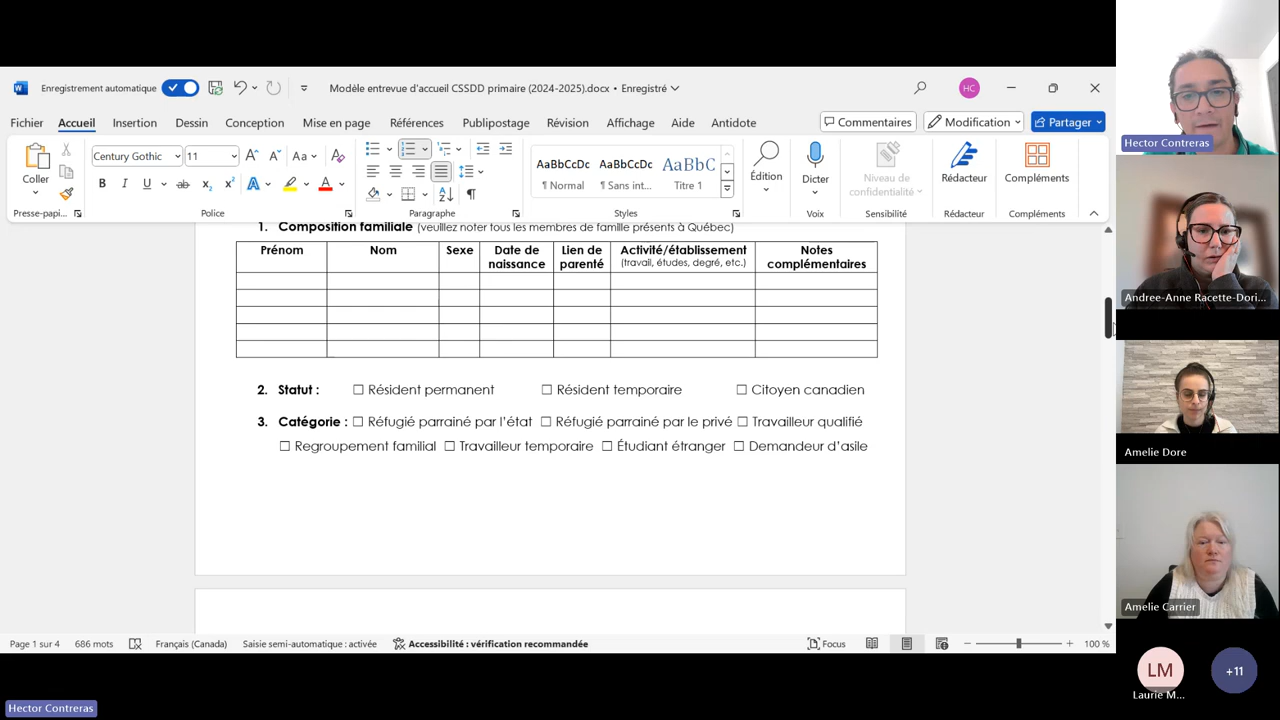 Enregistrement automatique
Modèle entrevue d'accueil CSSDD primaire (2024-2025).docx • Enregistré
HC
Fichier Accueil Insertion Dessin Conception Mise en page Références Publipostage Révision Affichage Aide Antidote
Commentaires Modification Partager
Coller
Century Gothic 11
AaBbCcDc AaBbCcDc AaBbC
¶ Normal ¶ Sans int... Titre 1
Édition Dicter Niveau de confidentialité Rédacteur Compléments
Presse-pap... Police Paragraphe Styles Voix Sensibilité Rédacteur Compléments
1. Composition familiale (veuillez noter tous les membres de famille présents à Québec)
Prénom Nom Sexe Date de naissance Lien de parenté Activité/établissement (travail, études, degré, etc.) Notes complémentaires
2. Statut : ☐ Résident permanent ☐ Résident temporaire ☐ Citoyen canadien
3. Catégorie : ☐ Réfugié parrainé par l'état ☐ Réfugié parrainé par le privé ☐ Travailleur qualifié
☐ Regroupement familial ☐ Travailleur temporaire ☐ Étudiant étranger ☐ Demandeur d'asile
Page 1 sur 4 686 mots Français (Canada) Saisie semi-automatique : activée Accessibilité : vérification recommandée Focus 100 %
Hector Contreras
Hector Contreras
Andree-Anne Racette-Dori...
Amelie Dore
Amelie Carrier
LM +11
Laurie M...